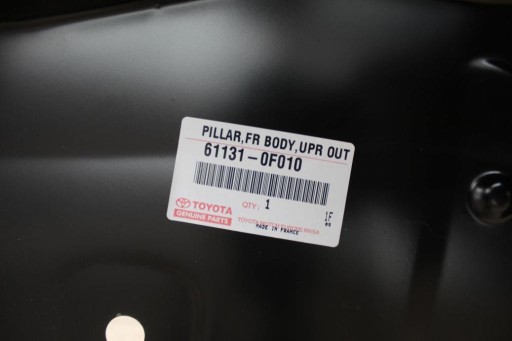 PILLAR,FR BODY,UPR OUT
61131-0F010
QTY: 1
TOYOTA
GENUINE PARTS
1F
MADE IN FRANCE